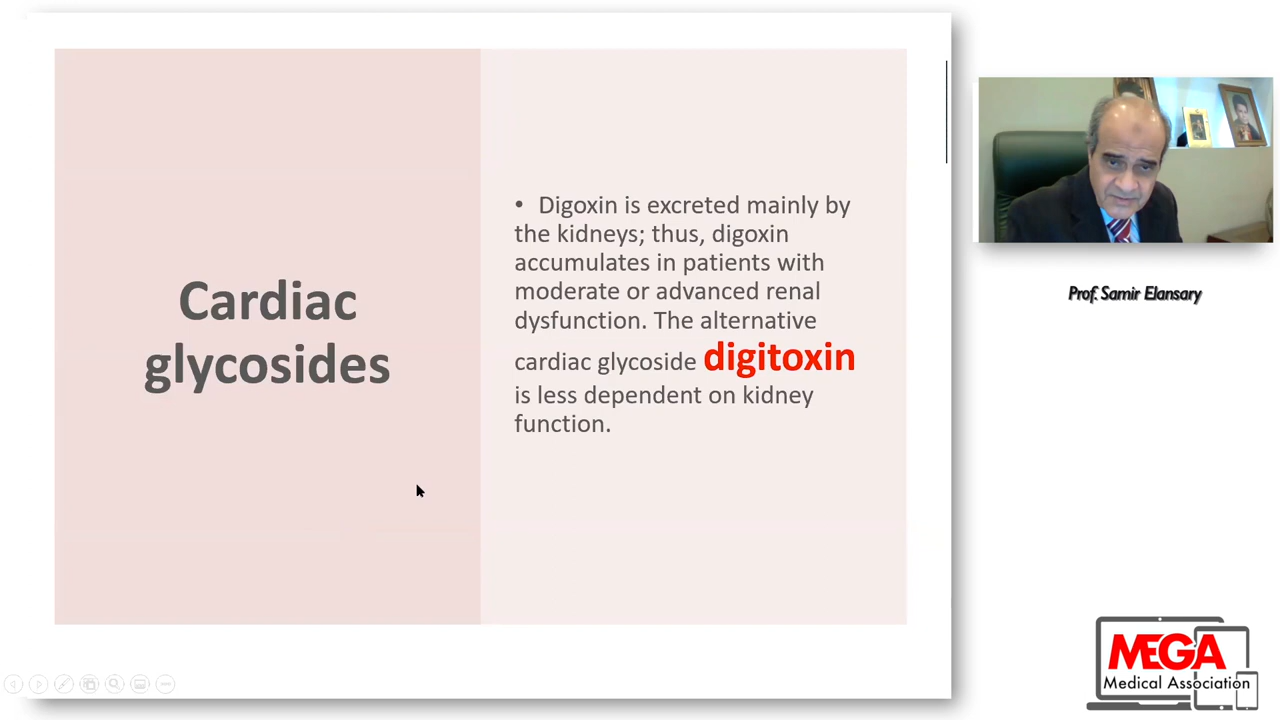 Cardiac
glycosides
• Digoxin is excreted mainly by
the kidneys; thus, digoxin
accumulates in patients with
moderate or advanced renal
dysfunction. The alternative
cardiac glycoside digitoxin
is less dependent on kidney
function.
Prof. Samir Elansary
MEGA
Medical Association